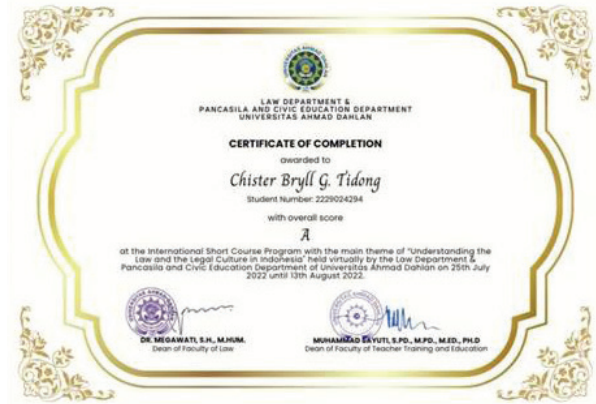 LAW DEPARTMENT &
PANCASILA AND CIVIC EDUCATION DEPARTMENT
UNIVERSITAS AHMAD DAHLAN
CERTIFICATE OF COMPLETION
awarded to
Chister Bryll G. Tidong
Student Number: 2229024294
with overall score
A
at the International Short Course Program with the main theme of "Understanding the
Law and the Legal Culture in Indonesia" held virtually by the Law Department &
Pancasila and Civic Education Department of Universitas Ahmad Dahlan on 25th July
2022 until 13th August 2022.
DR. MEGAWATI, S.H., M.HUM.
Dean of Faculty of Law
MUHAMMAD SAYUTI, S.PD., M.PD., M.ED., PH.D
Dean of Faculty of Teacher Training and Education